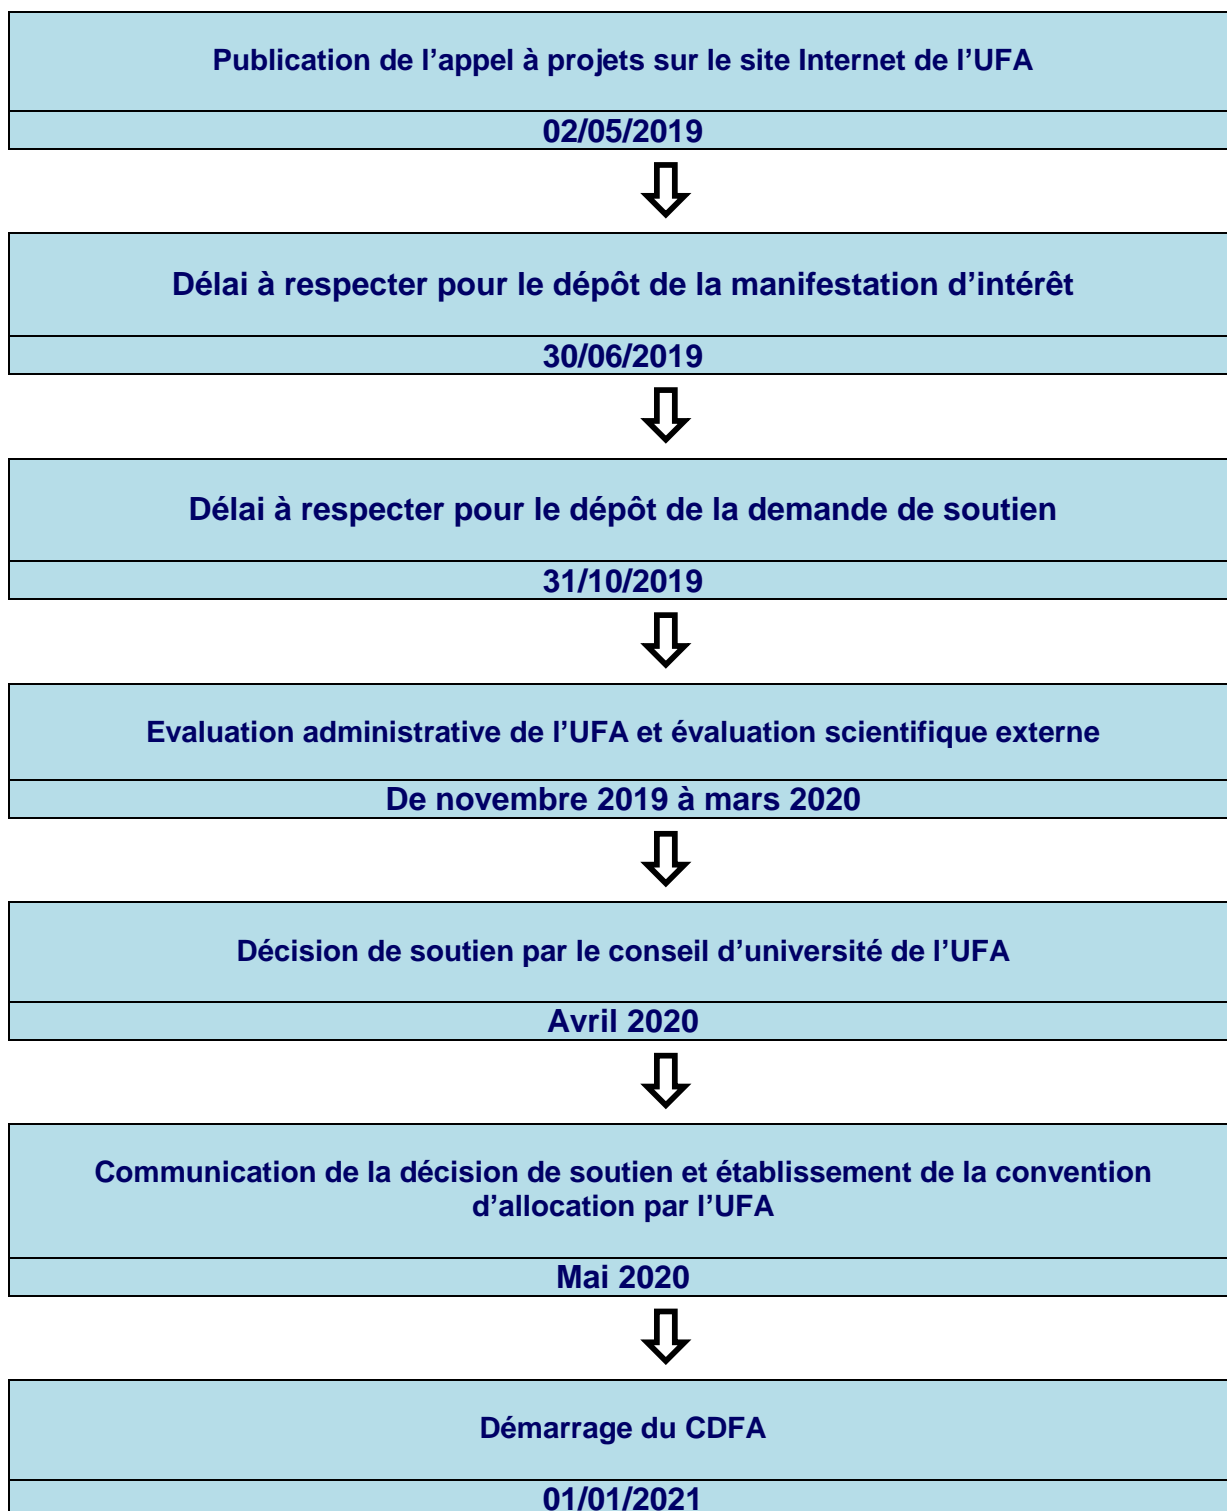 Publication de l’appel à projets sur le site Internet de l’UFA
02/05/2019
Délai à respecter pour le dépôt de la manifestation d’intérêt
30/06/2019
Délai à respecter pour le dépôt de la demande de soutien
31/10/2019
Evaluation administrative de l’UFA et évaluation scientifique externe
De novembre 2019 à mars 2020
Décision de soutien par le conseil d’université de l’UFA
Avril 2020
Communication de la décision de soutien et établissement de la convention
d’allocation par l’UFA
Mai 2020
Démarrage du CDFA
01/01/2021